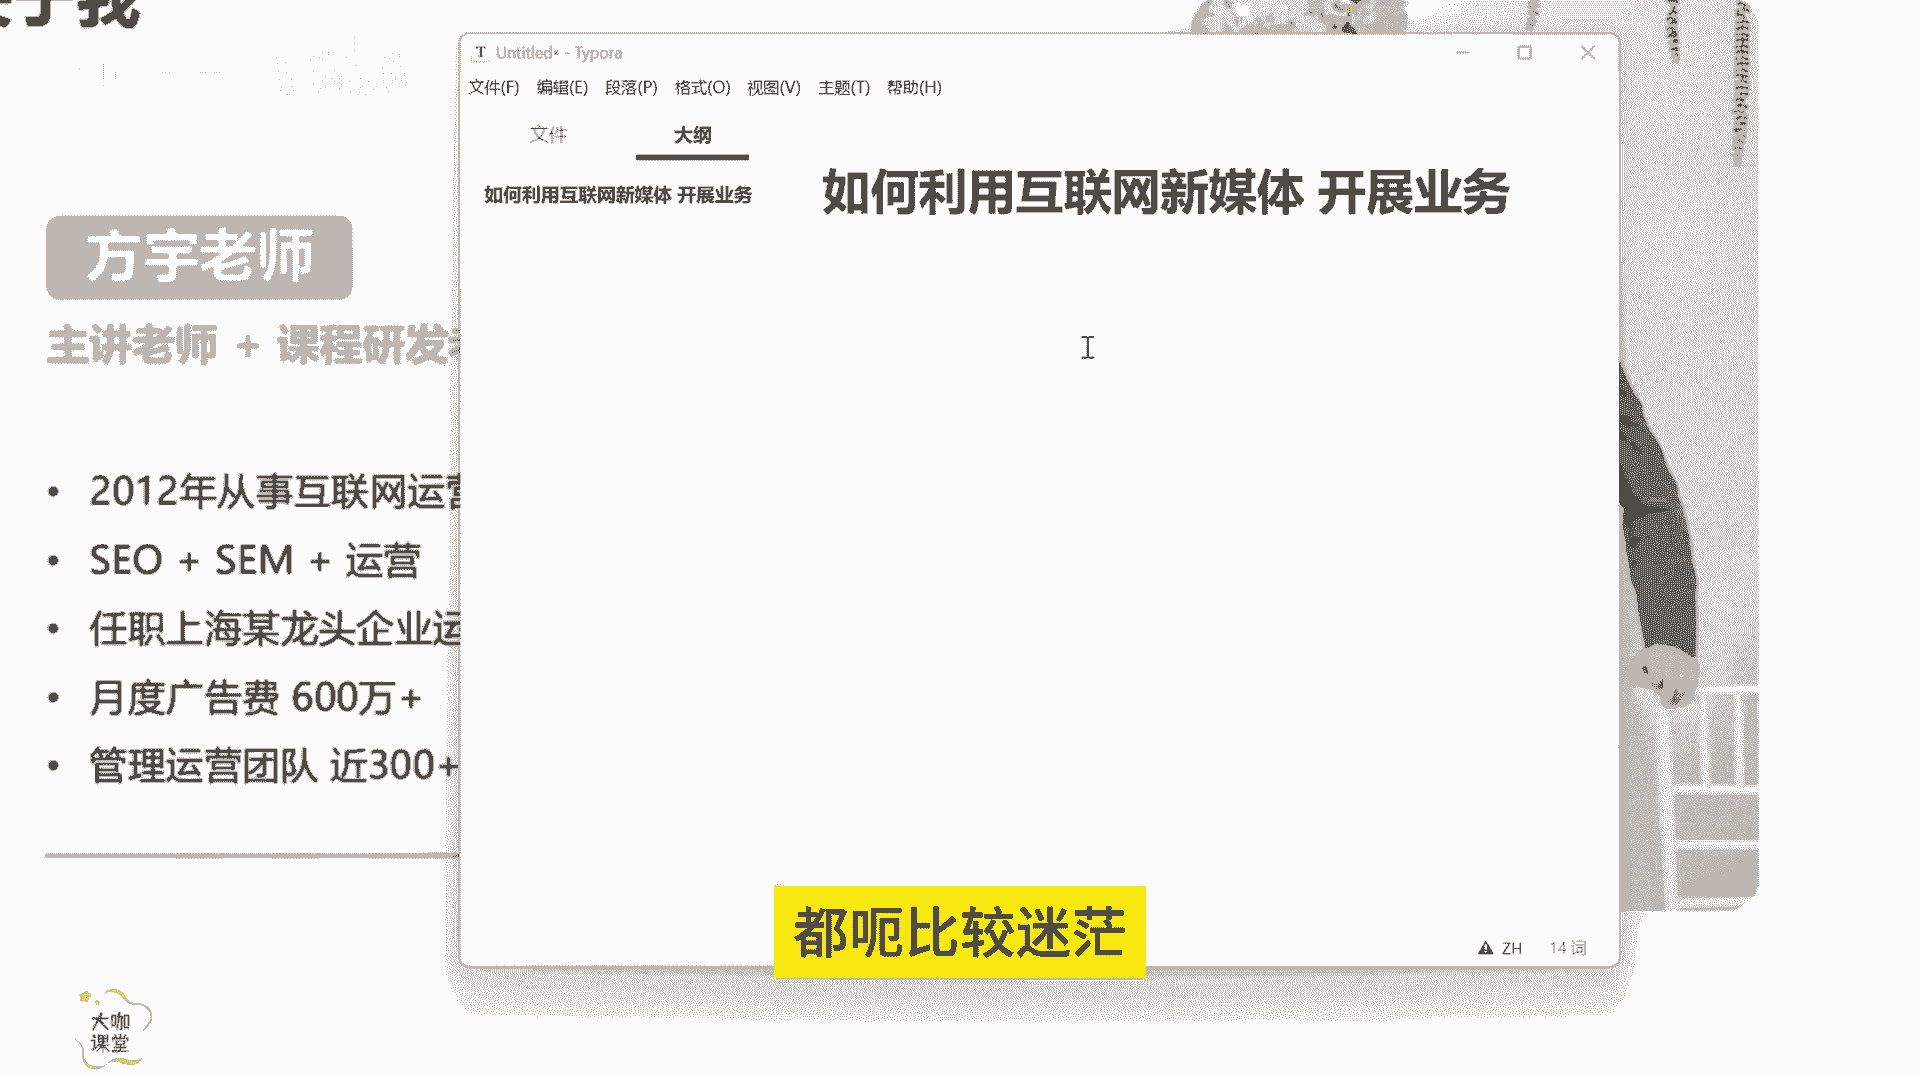 于我
Untitled• - Typora
文件(F) 编辑(E) 段落(P) 格式(O) 视图(V) 主题(T) 帮助(H)
文件 大纲
如何利用互联网新媒体 开展业务
如何利用互联网新媒体 开展业务
方宇老师
主讲老师 + 课程研发
• 2012年从事互联网运营
• SEO + SEM + 运营
• 任职上海某龙头企业运
• 月度广告费 600万+
• 管理运营团队 近300+
都呃比较迷茫
ZH 14 词
大咖
课堂